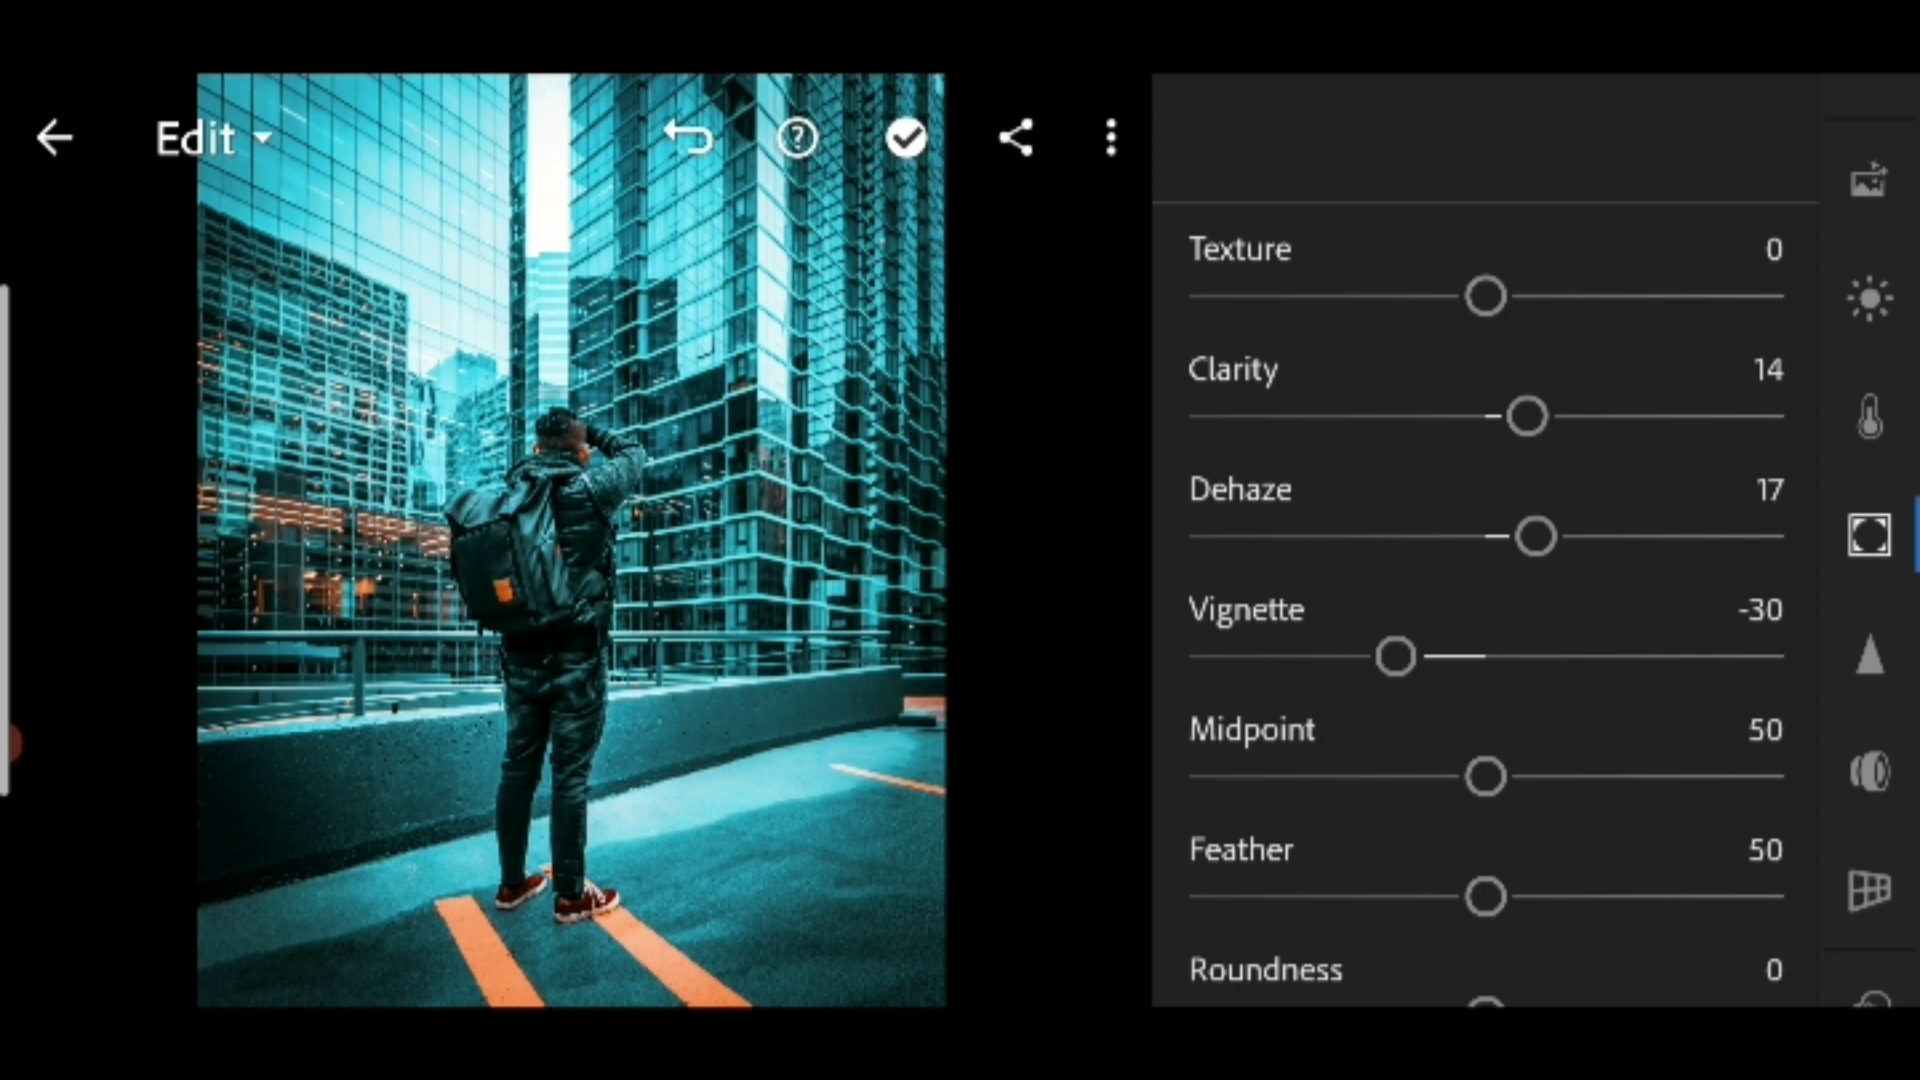 Edit
Texture 0
Clarity 14
Dehaze 17
Vignette -30
Midpoint 50
Feather 50
Roundness 0